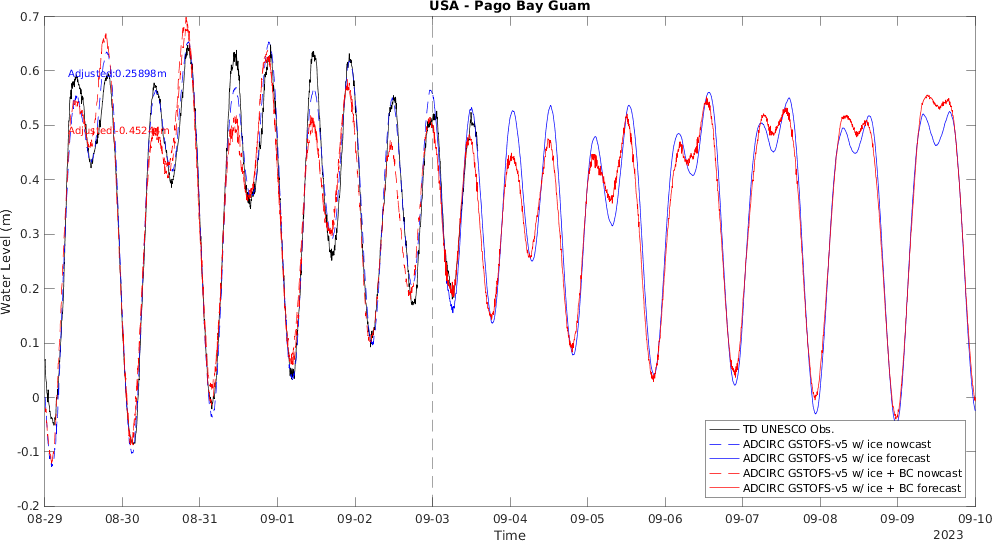 USA - Pago Bay Guam
0.7
0.6
0.5
0.4
0.3
0.2
0.1
0
-0.1
-0.2
Water Level (m)
Adjusted:0.25898m
08-29 08-30 08-31 09-01 09-02 09-03 09-04 09-05 09-06 09-07 09-08 09-09 09-10
Time
2023
TD UNESCO Obs.
ADCIRC GSTOFS-v5 w/ ice nowcast
ADCIRC GSTOFS-v5 w/ ice forecast
ADCIRC GSTOFS-v5 w/ ice + BC nowcast
ADCIRC GSTOFS-v5 w/ ice + BC forecast